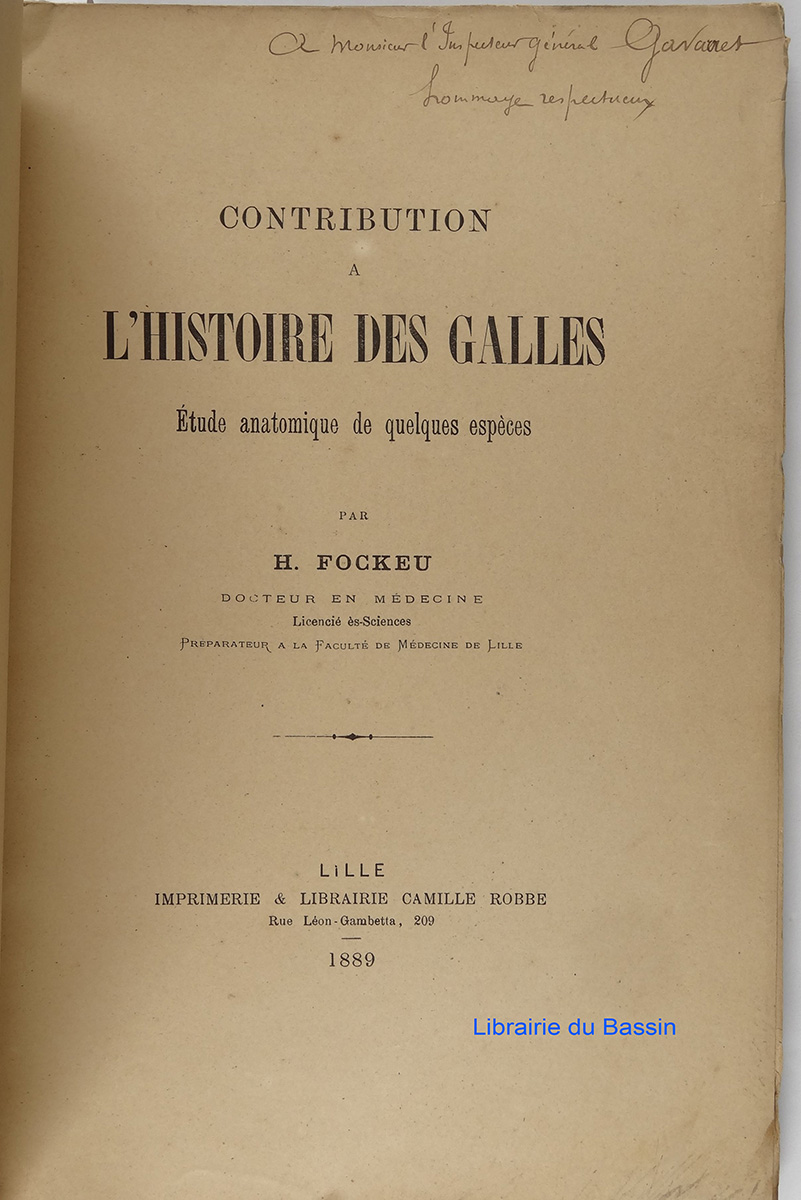 A Monsieur l'Inspecteur général Gavarret
hommage respectueux
CONTRIBUTION
A
L'HISTOIRE DES GALLES
Étude anatomique de quelques espèces
PAR
H. FOCKEU
DOCTEUR EN MÉDECINE
Licencié ès-Sciences
PRÉPARATEUR A LA FACULTÉ DE MÉDECINE DE LILLE
LILLE
IMPRIMERIE & LIBRAIRIE CAMILLE ROBBE
Rue Léon-Gambetta, 209
1889
Librairie du Bassin